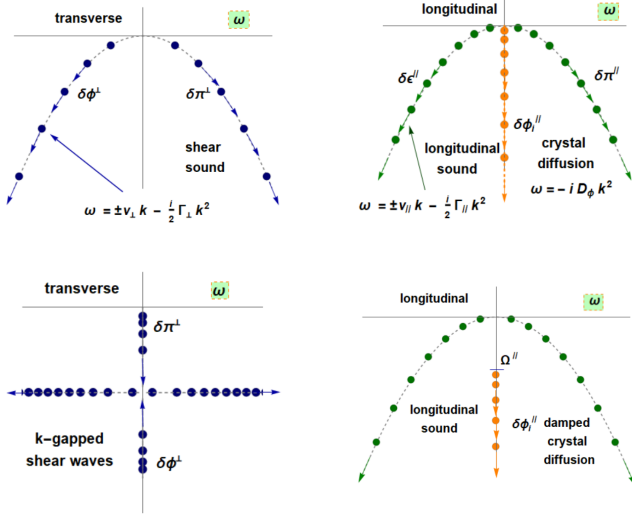 transverse
ω
δϕ⊥
δπ⊥
shear
sound
ω = ±v⊥ k − i/2 Γ⊥ k²
longitudinal
ω
δϵ//
δπ//
δϕₗ//
longitudinal
sound
crystal
diffusion
ω = − i Dϕ k²
ω = ±v// k − i/2 Γ// k²
transverse
ω
δπ⊥
k-gapped
shear waves
δϕ⊥
longitudinal
ω
Ω//
longitudinal
sound
δϕₗ//
damped
crystal
diffusion